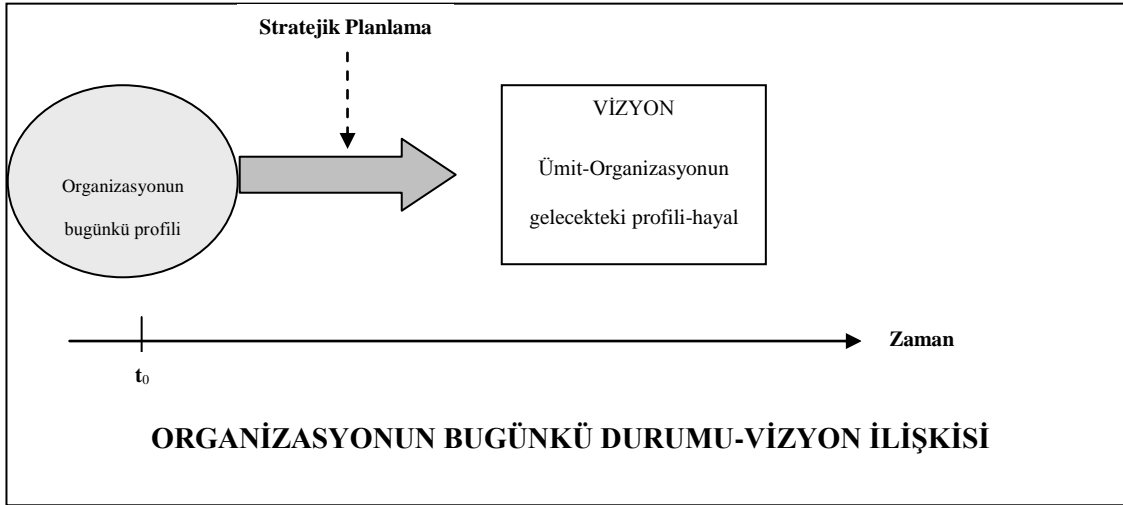 Stratejik Planlama
Organizasyonun
bugünkü profili
VİZYON
Ümit-Organizasyonun
gelecekteki profili-hayal
Zaman
t₀
ORGANİZASYONUN BUGÜNKÜ DURUMU-VİZYON İLİŞKİSİ